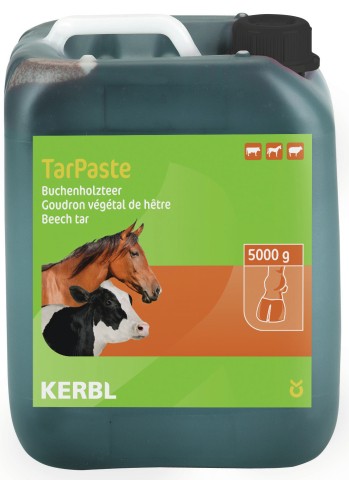 TarPaste
Buchenholzteer
Goudron végétal de hêtre
Beech tar
5000 g
KERBL